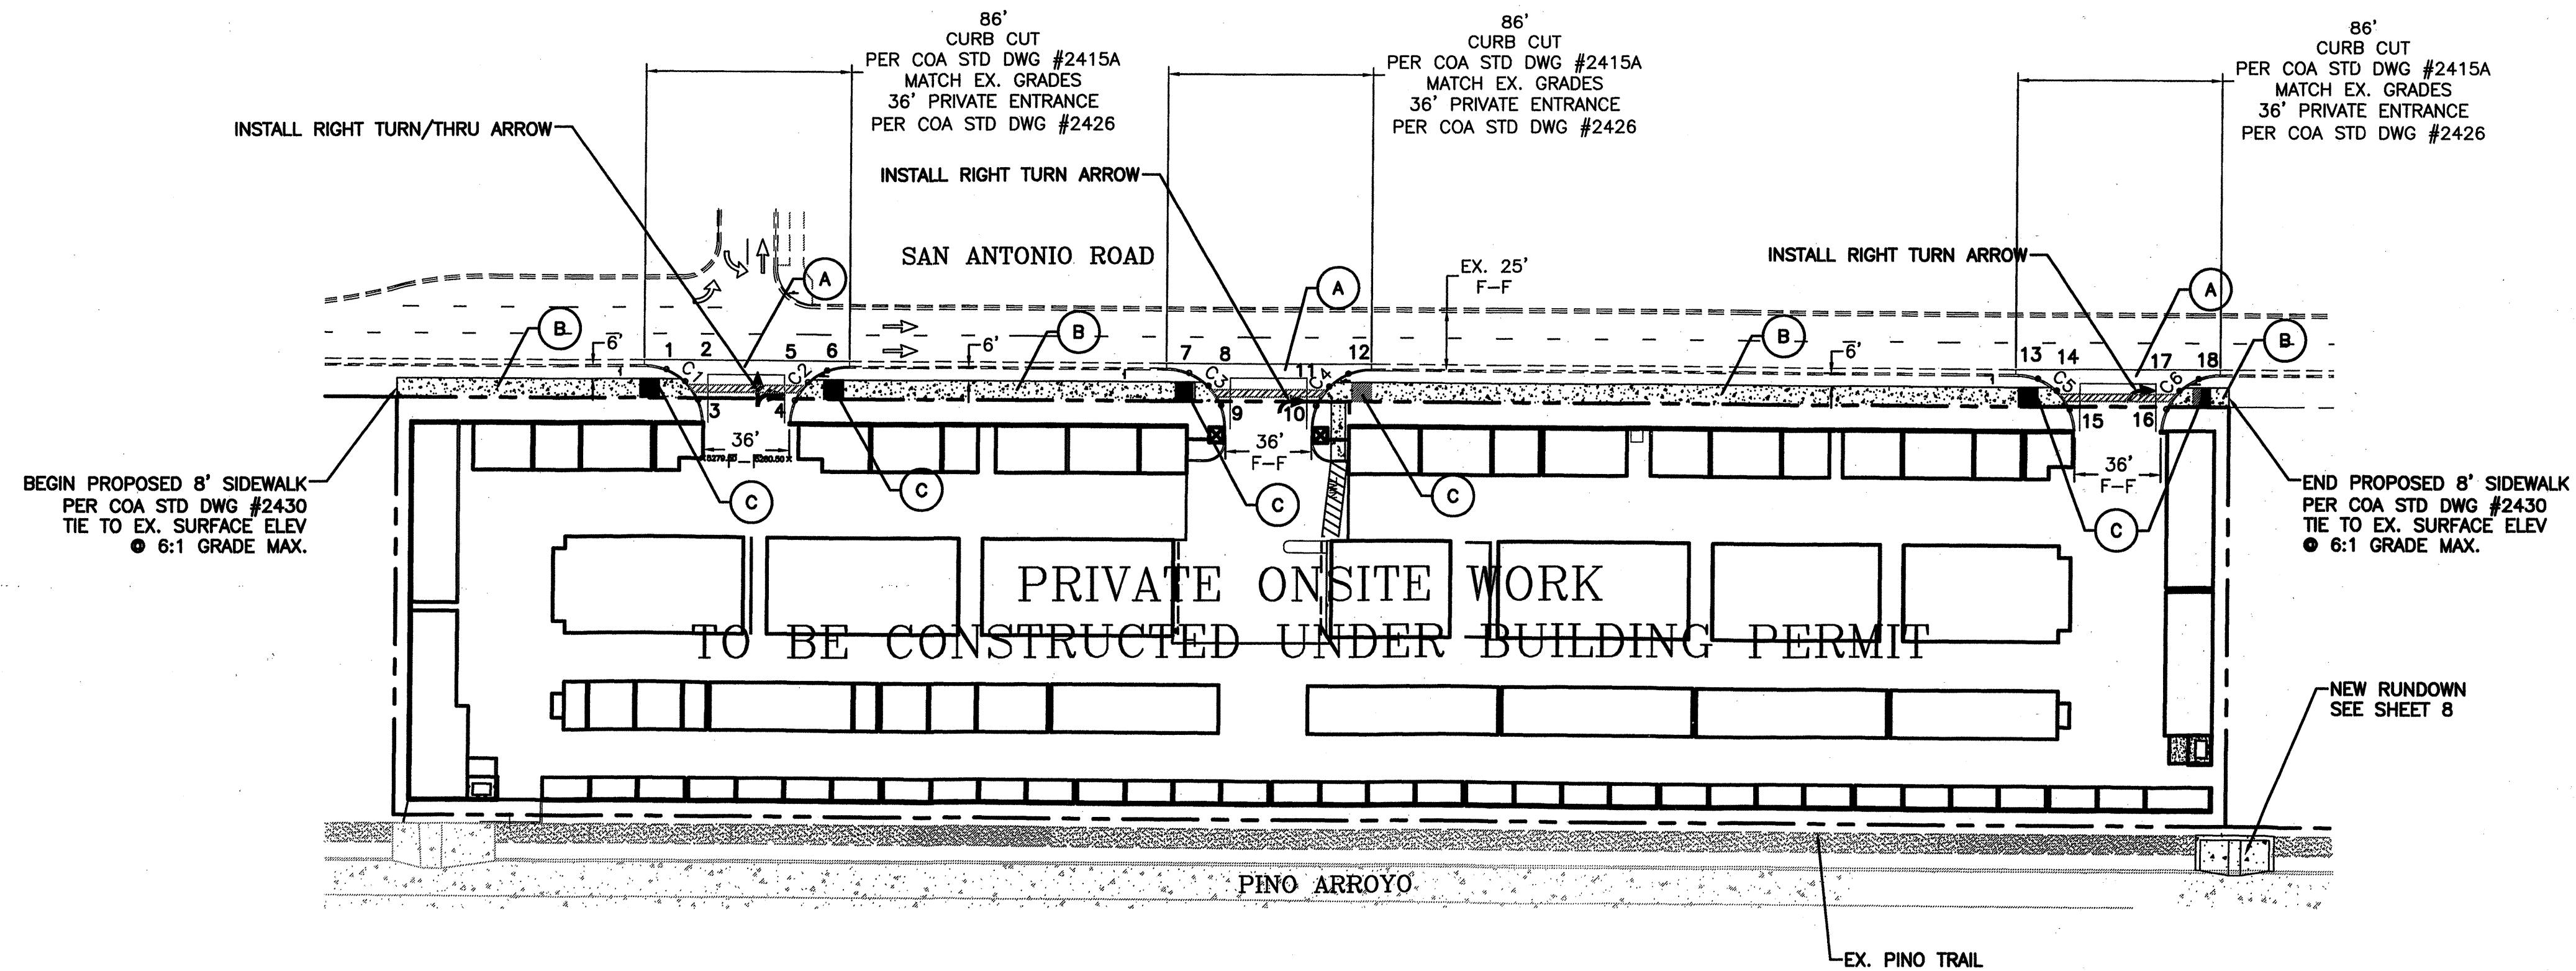 86'
CURB CUT
PER COA STD DWG #2415A
MATCH EX. GRADES
36' PRIVATE ENTRANCE
PER COA STD DWG #2426
86'
CURB CUT
PER COA STD DWG #2415A
MATCH EX. GRADES
36' PRIVATE ENTRANCE
PER COA STD DWG #2426
86'
CURB CUT
PER COA STD DWG #2415A
MATCH EX. GRADES
36' PRIVATE ENTRANCE
PER COA STD DWG #2426
INSTALL RIGHT TURN/THRU ARROW
INSTALL RIGHT TURN ARROW
INSTALL RIGHT TURN ARROW
SAN ANTONIO ROAD
EX. 25'
F-F
A
A
A
B
B
B
B
6'
6'
6'
1
2
5
6
7
8
11
12
13
14
17
18
C1
C2
C3
C4
C5
C6
3
4
9
10
15
16
36'
F-F
5279.50
5280.50
36'
F-F
36'
F-F
C
C
C
C
C
BEGIN PROPOSED 8' SIDEWALK
PER COA STD DWG #2430
TIE TO EX. SURFACE ELEV
@ 6:1 GRADE MAX.
END PROPOSED 8' SIDEWALK
PER COA STD DWG #2430
TIE TO EX. SURFACE ELEV
@ 6:1 GRADE MAX.
PRIVATE ONSITE WORK
TO BE CONSTRUCTED UNDER BUILDING PERMIT
NEW RUNDOWN
SEE SHEET 8
PINO ARROYO
EX. PINO TRAIL